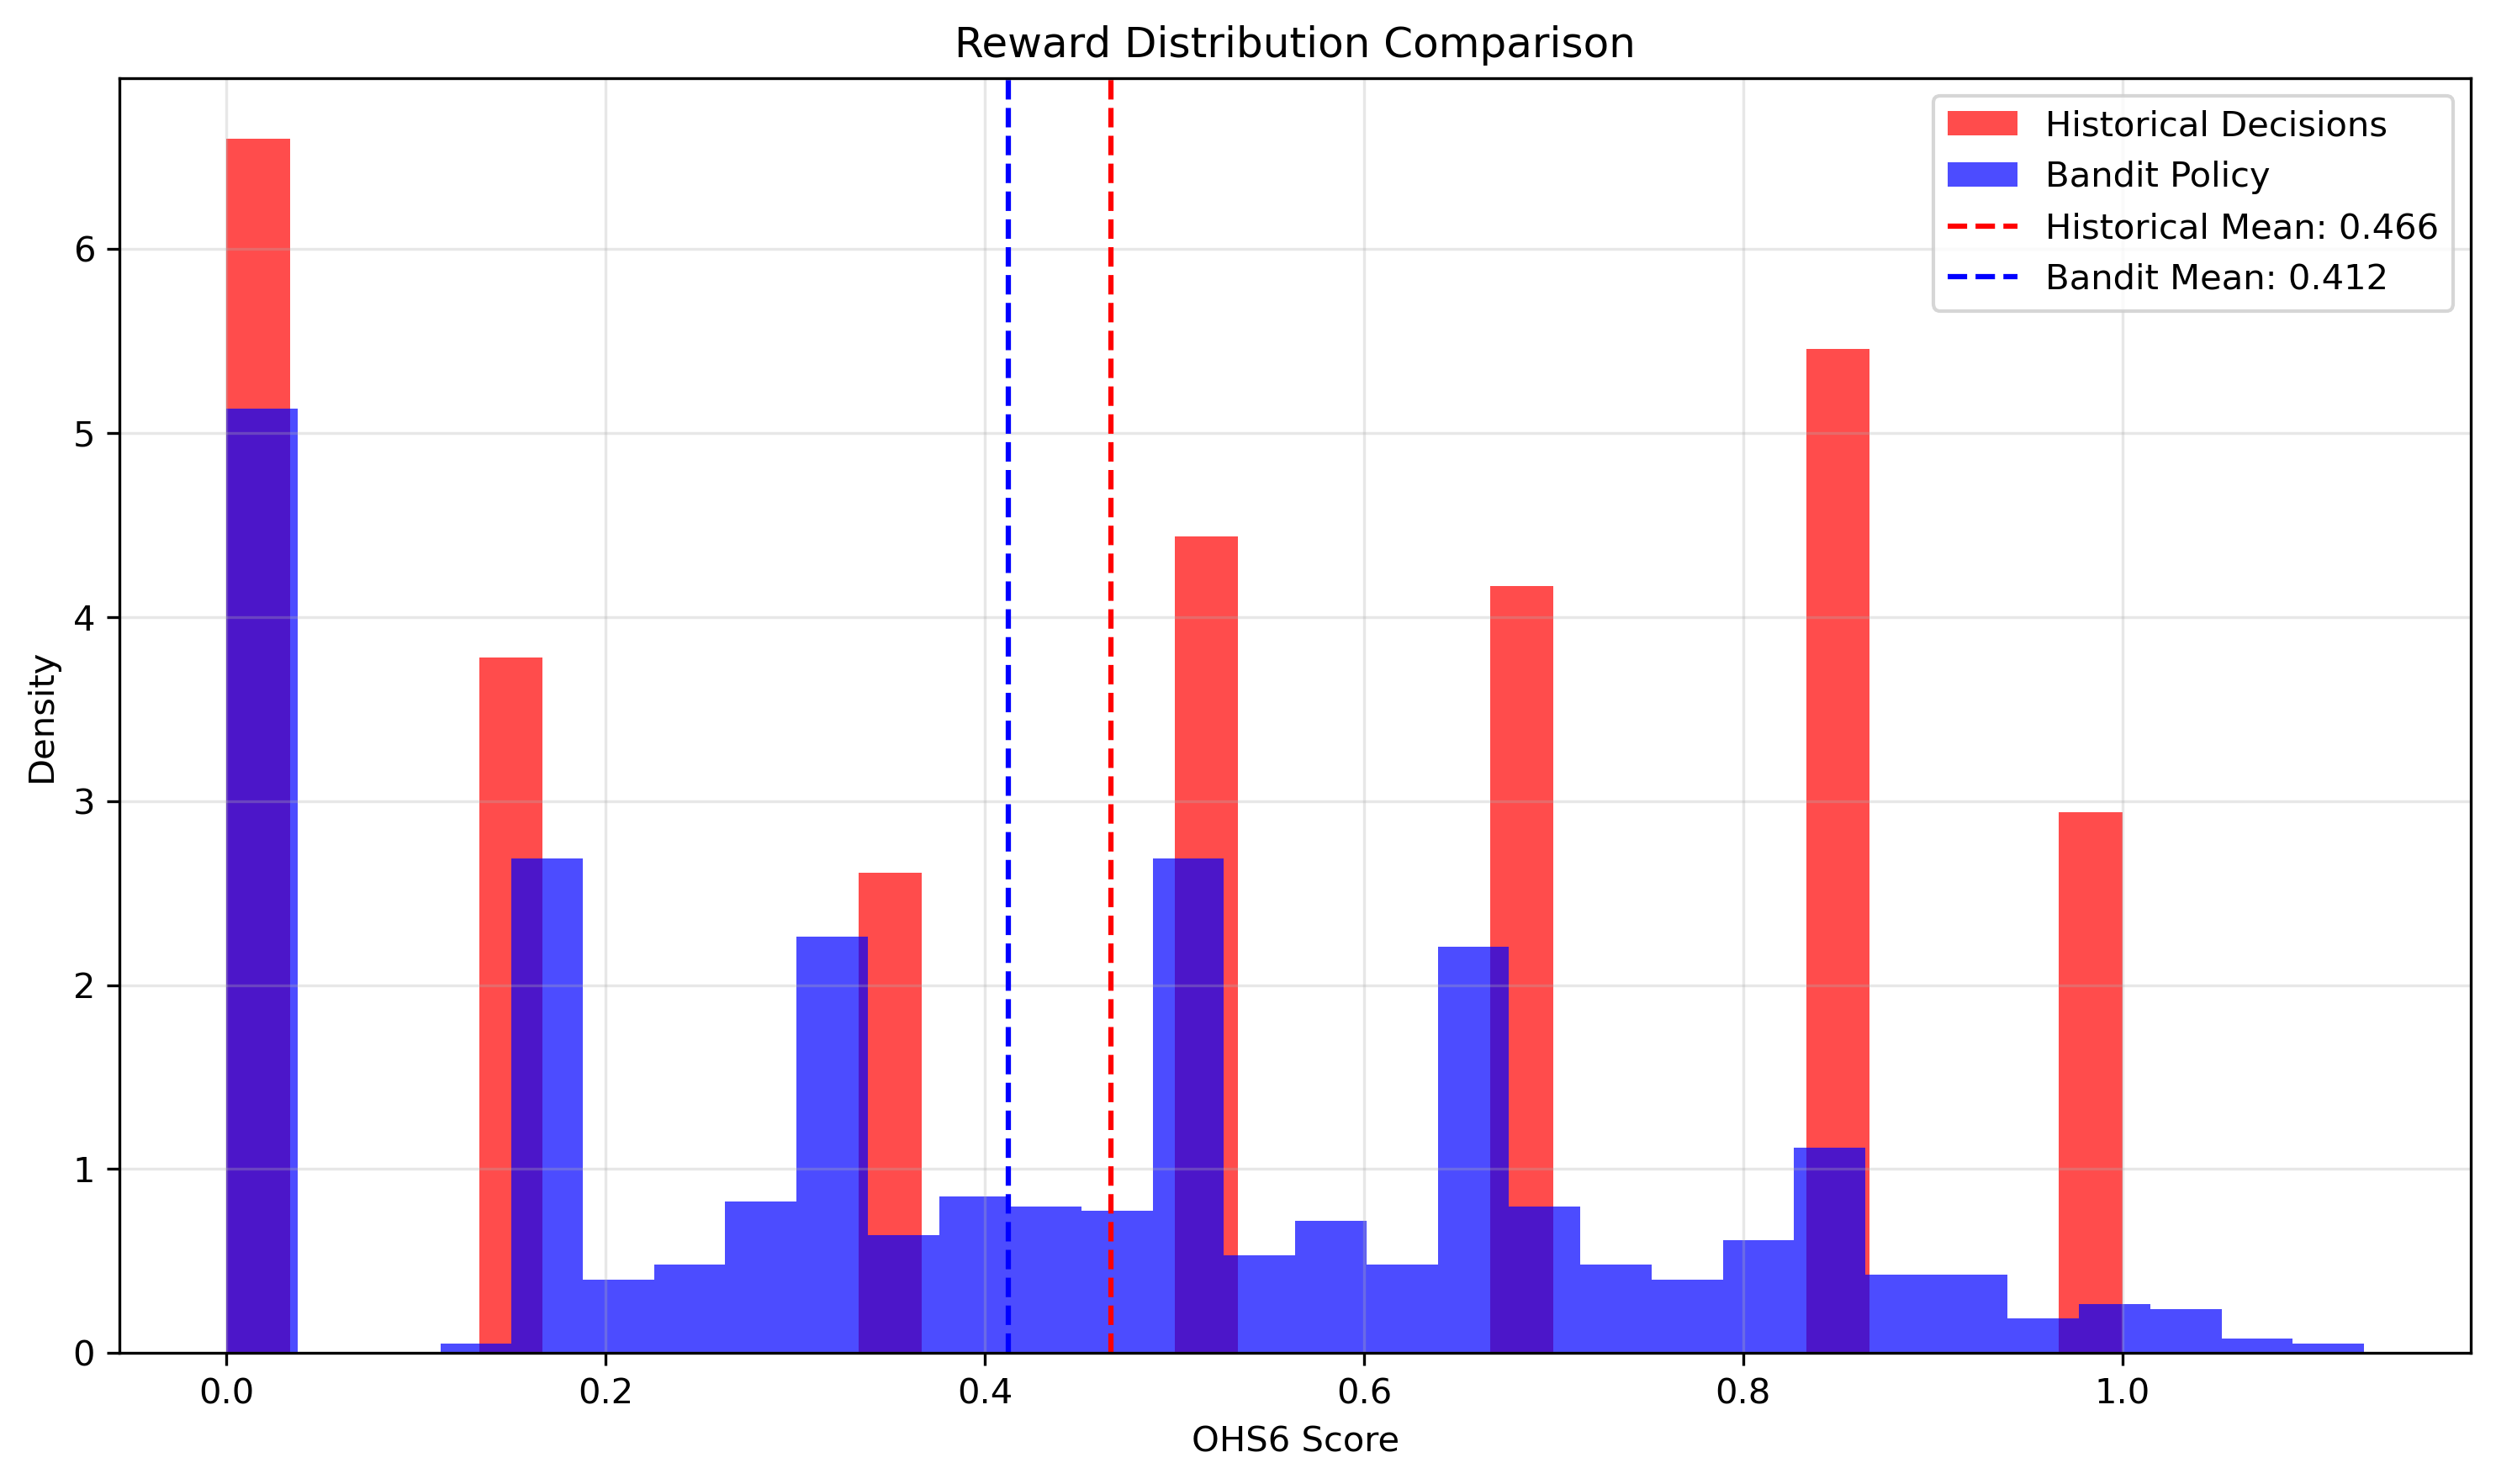 Reward Distribution Comparison
Historical Decisions
Bandit Policy
Historical Mean: 0.466
Bandit Mean: 0.412
Density
6
5
4
3
2
1
0
0.0 0.2 0.4 0.6 0.8 1.0
OHS6 Score